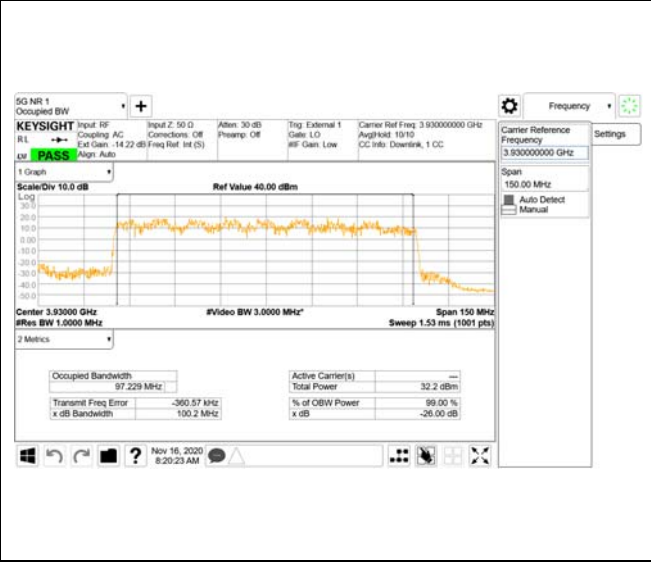 5G NR 1
Occupied BW
+
Frequency
KEYSIGHT
RL
LW PASS
Input: RF
Coupling: AC
Ext Gain: -14.22 dB
Align: Auto
Input Z: 50 Ω
Corrections: Off
Freq Ref: Int (S)
Atten: 30 dB
Preamp: Off
Trig: External 1
Gate: LO
#IF Gain: Low
Carrier Ref Freq: 3.930000000 GHz
Avg|Hold: 10/10
CC Info: Downlink, 1 CC
Carrier Reference
Frequency
3.930000000 GHz
Settings
Span
150.00 MHz
Auto Detect
Manual
1 Graph
Scale/Div 10.0 dB
Ref Value 40.00 dBm
Log
30.0
20.0
10.0
0.00
-10.0
-20.0
-30.0
-40.0
-50.0
Center 3.93000 GHz
#Video BW 3.0000 MHz*
Span 150 MHz
#Res BW 1.0000 MHz
Sweep 1.53 ms (1001 pts)
2 Metrics
Occupied Bandwidth
97.229 MHz
Transmit Freq Error -360.57 kHz
x dB Bandwidth 100.2 MHz
Active Carrier(s) ---
Total Power 32.2 dBm
% of OBW Power 99.00 %
x dB -26.00 dB
?
Nov 16, 2020
8:20:23 AM